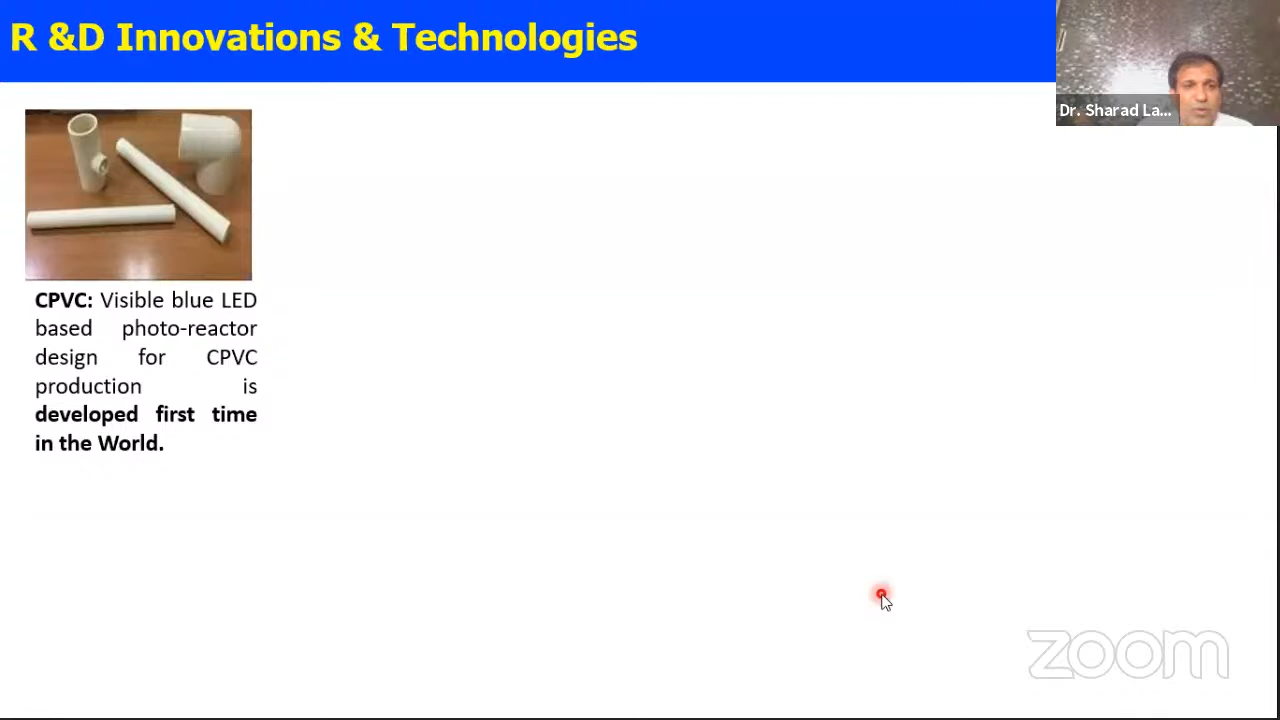 R &D Innovations & Technologies
Dr. Sharad La...
CPVC: Visible blue LED
based photo-reactor
design for CPVC
production is
developed first time
in the World.
zoom